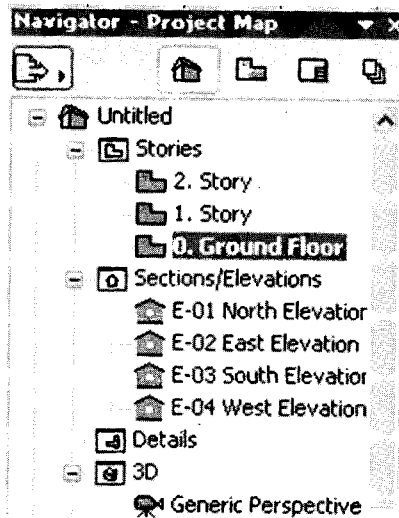 Navigator - Project Map
Untitled
Stories
2. Story
1. Story
0. Ground Floor
Sections/Elevations
E-01 North Elevation
E-02 East Elevation
E-03 South Elevation
E-04 West Elevation
Details
3D
Generic Perspective